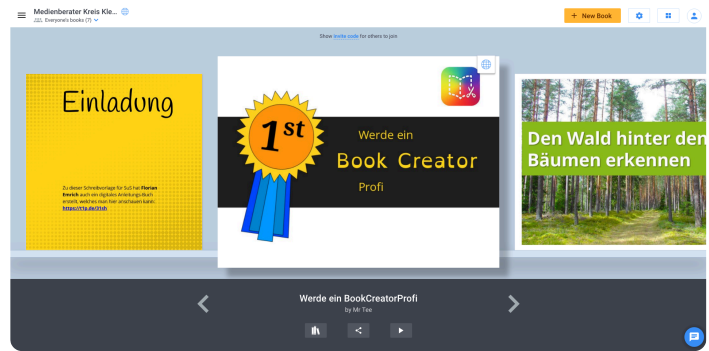 Medienberater Kreis Kle...
Everyone's books (7)
+ New Book
Show invite code for others to join
Einladung
Zu dieser Schreibvorlage für SuS hat Florian
Emrich auch ein digitales Anleitungs-Buch
erstellt, welches man hier anschauen kann:
https://t1p.de/31sh
1st
Werde ein
Book Creator
Profi
Den Wald hinter den
Bäumen erkennen
Werde ein BookCreatorProfi
by Mr Tee